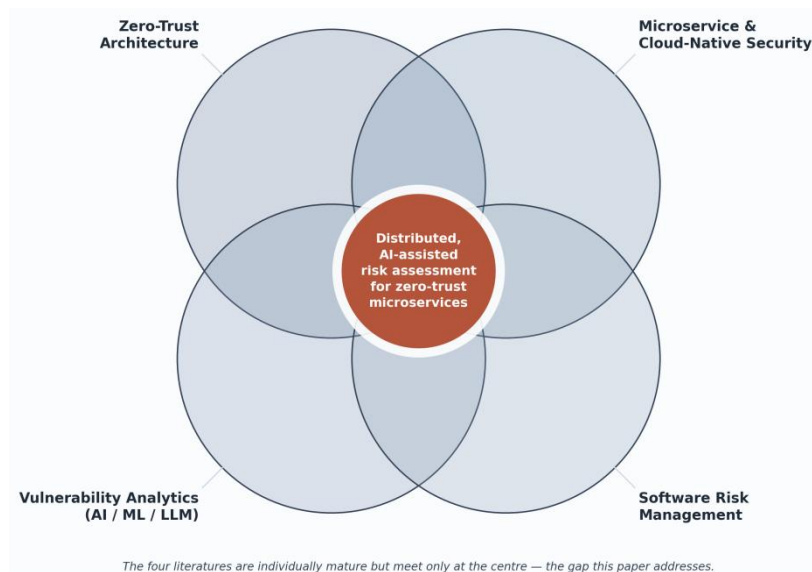 Zero-Trust
Architecture
Microservice &
Cloud-Native Security
Distributed,
AI-assisted
risk assessment
for zero-trust
microservices
Vulnerability Analytics
(AI / ML / LLM)
Software Risk
Management
The four literatures are individually mature but meet only at the centre — the gap this paper addresses.